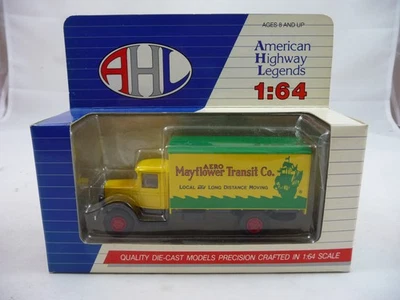 AGES 8 AND UP
AHL
American
Highway
Legends
1:64
AERO
Mayflower Transit Co.
LOCAL and LONG DISTANCE MOVING
QUALITY DIE-CAST MODELS PRECISION CRAFTED IN 1:64 SCALE